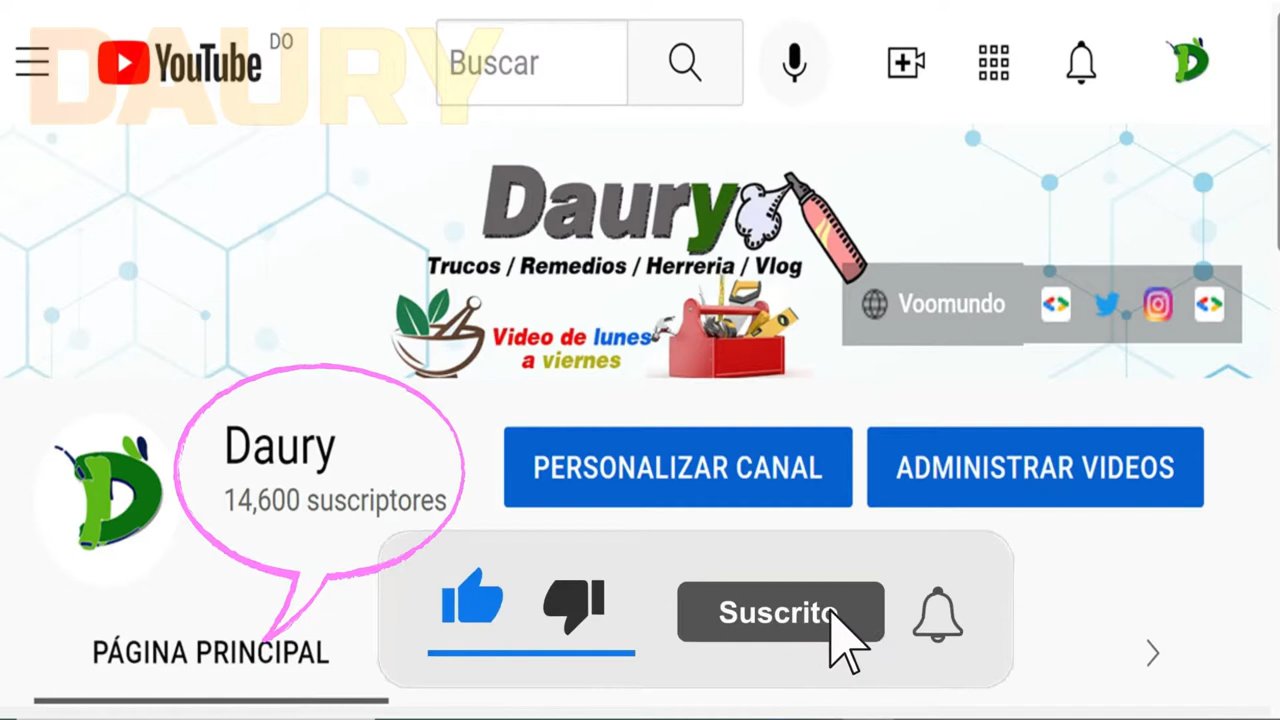 DAURY
YouTube DO
Buscar
Daury
Trucos / Remedios / Herreria / Vlog
Voomundo
Video de lunes
a viernes
Daury
14,600 suscriptores
PERSONALIZAR CANAL
ADMINISTRAR VIDEOS
Suscrito
PÁGINA PRINCIPAL